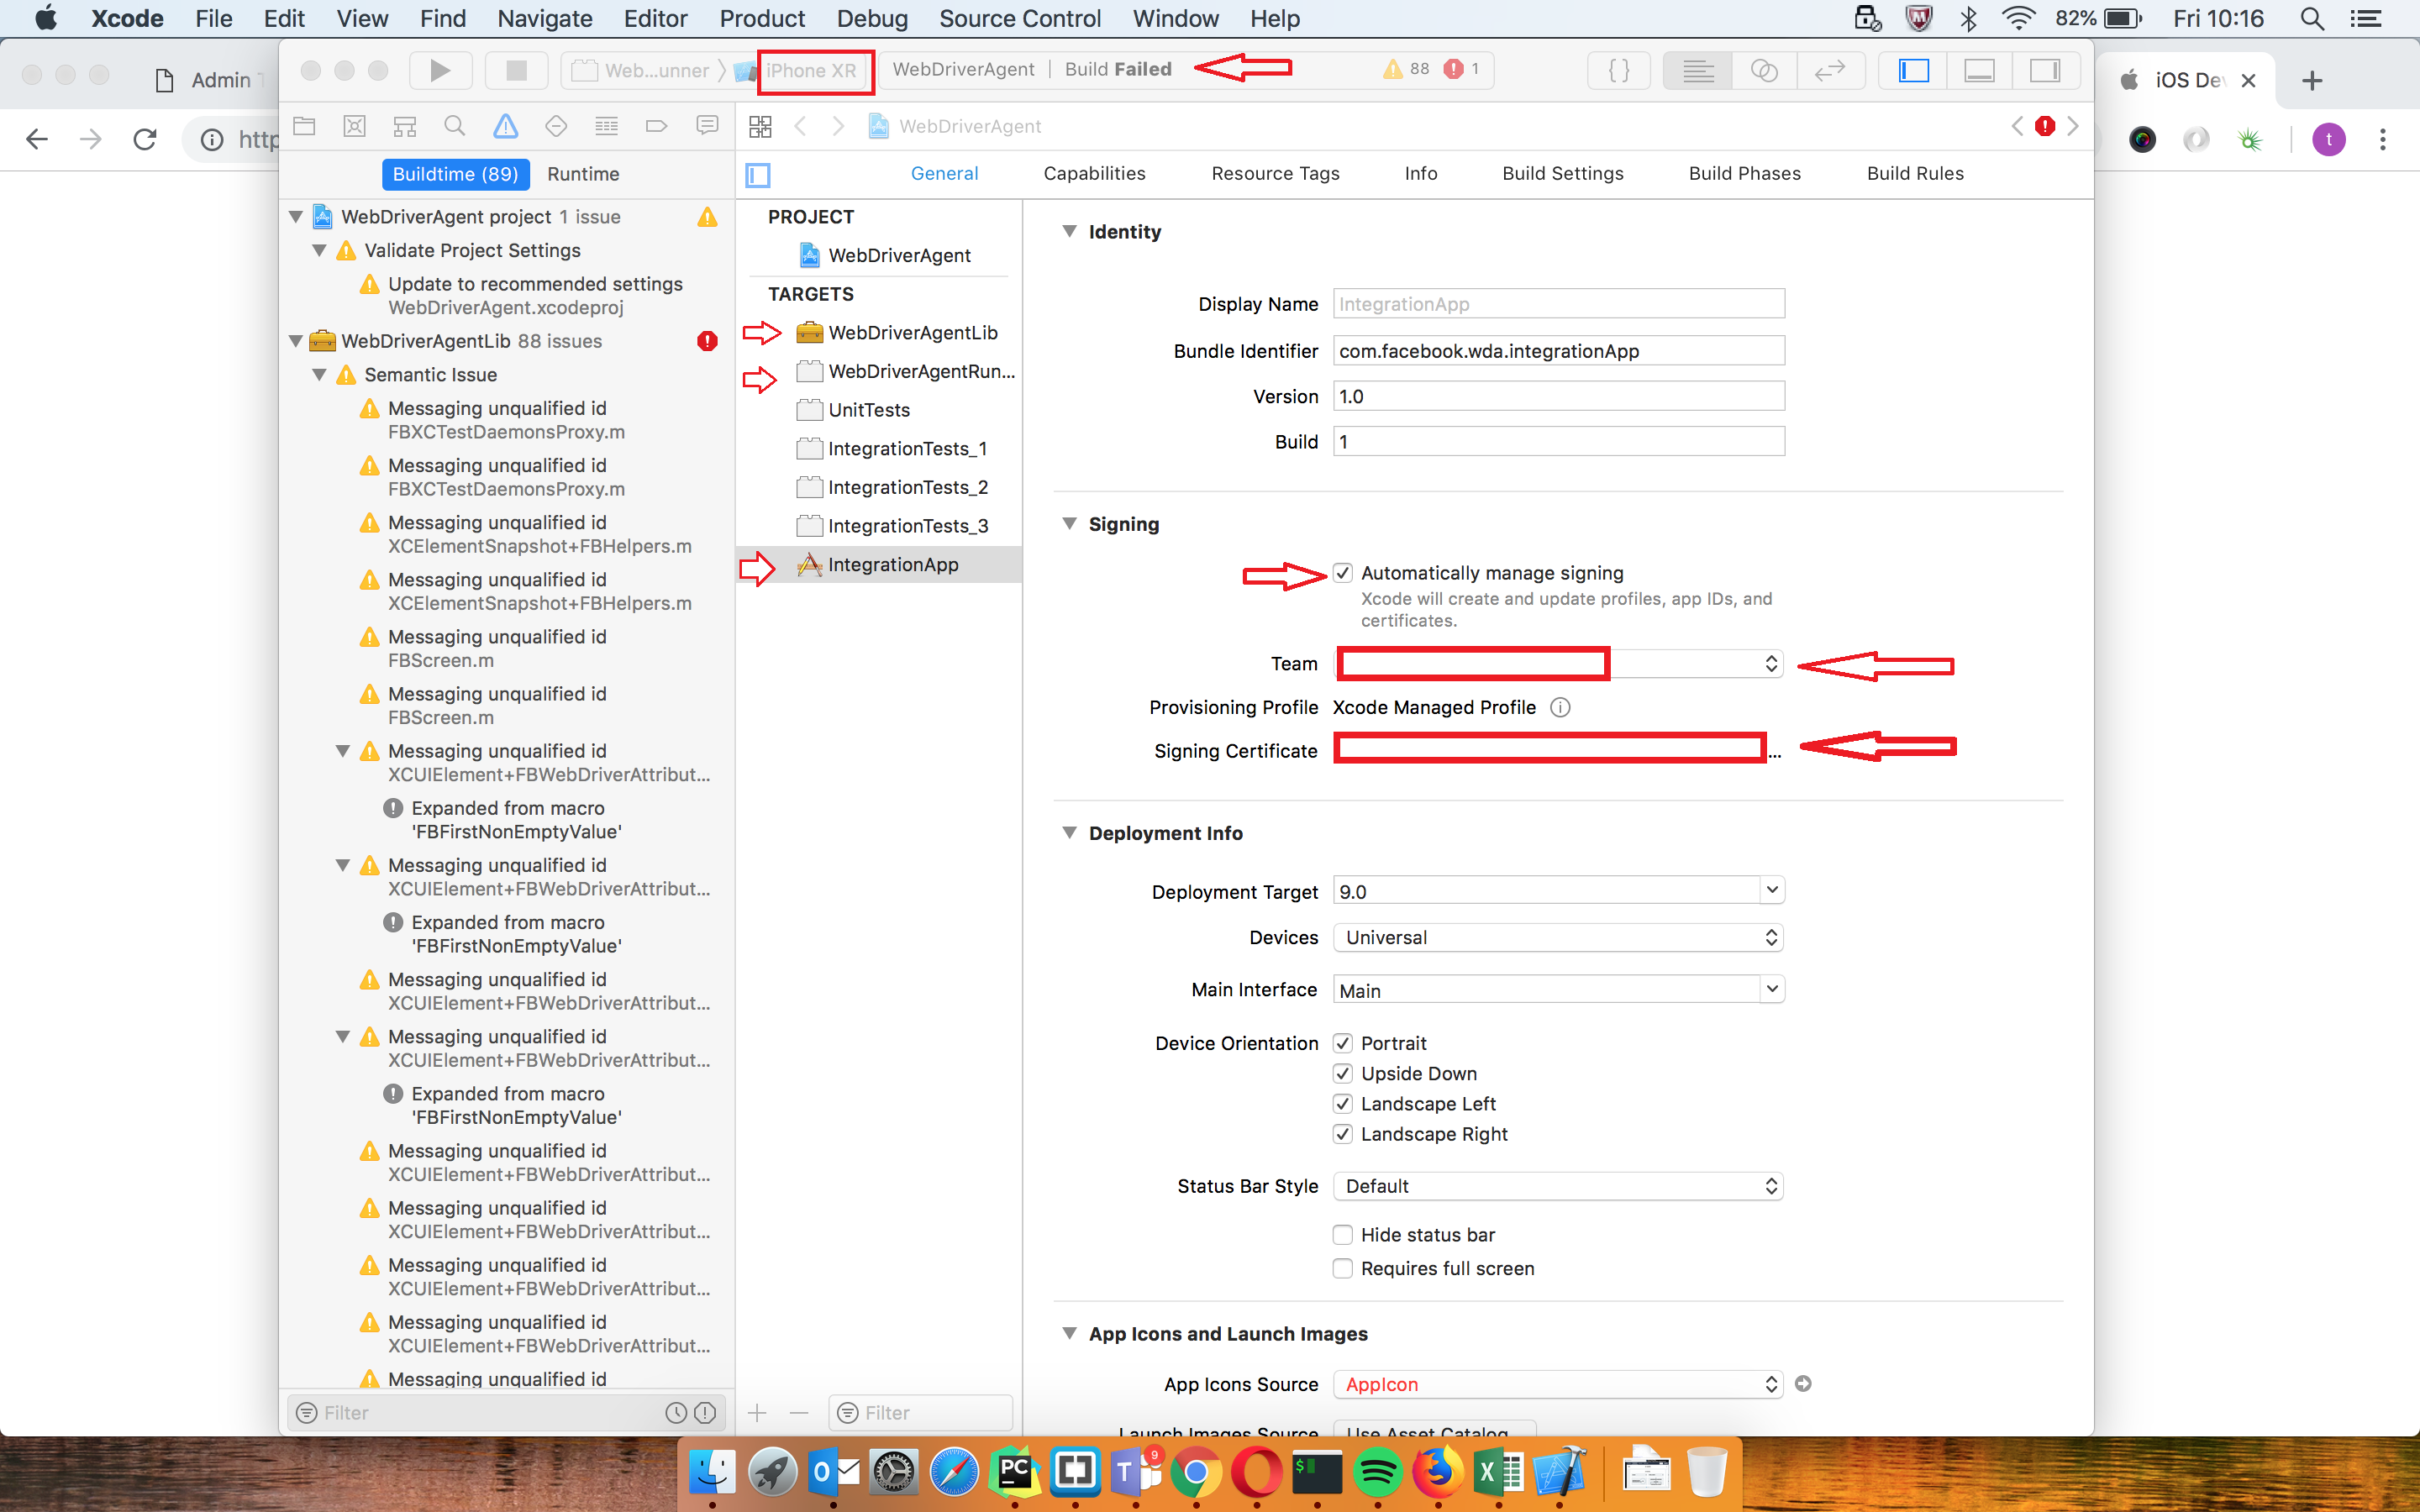 Xcode File Edit View Find Navigate Editor Product Debug Source Control Window Help 82% Fri 10:16
Admin
iOS Dev
http
Web...unner iPhone XR WebDriverAgent | Build Failed 88 1
WebDriverAgent
Buildtime (89) Runtime
General Capabilities Resource Tags Info Build Settings Build Phases Build Rules
WebDriverAgent project 1 issue
Validate Project Settings
Update to recommended settings
WebDriverAgent.xcodeproj
WebDriverAgentLib 88 issues
Semantic Issue
Messaging unqualified id
FBXCTestDaemonsProxy.m
Messaging unqualified id
FBXCTestDaemonsProxy.m
Messaging unqualified id
XCElementSnapshot+FBHelpers.m
Messaging unqualified id
XCElementSnapshot+FBHelpers.m
Messaging unqualified id
FBScreen.m
Messaging unqualified id
FBScreen.m
Messaging unqualified id
XCUIElement+FBWebDriverAttribut...
Expanded from macro
'FBFirstNonEmptyValue'
Messaging unqualified id
XCUIElement+FBWebDriverAttribut...
Expanded from macro
'FBFirstNonEmptyValue'
Messaging unqualified id
XCUIElement+FBWebDriverAttribut...
Messaging unqualified id
XCUIElement+FBWebDriverAttribut...
Expanded from macro
'FBFirstNonEmptyValue'
Messaging unqualified id
XCUIElement+FBWebDriverAttribut...
Messaging unqualified id
XCUIElement+FBWebDriverAttribut...
Messaging unqualified id
XCUIElement+FBWebDriverAttribut...
Messaging unqualified id
XCUIElement+FBWebDriverAttribut...
Messaging unqualified id
Filter
PROJECT
WebDriverAgent
TARGETS
WebDriverAgentLib
WebDriverAgentRun...
UnitTests
IntegrationTests_1
IntegrationTests_2
IntegrationTests_3
IntegrationApp
Filter
Identity
Display Name IntegrationApp
Bundle Identifier com.facebook.wda.integrationApp
Version 1.0
Build 1
Signing
Automatically manage signing
Xcode will create and update profiles, app IDs, and
certificates.
Team
Provisioning Profile Xcode Managed Profile
Signing Certificate ...
Deployment Info
Deployment Target 9.0
Devices Universal
Main Interface Main
Device Orientation Portrait
Upside Down
Landscape Left
Landscape Right
Status Bar Style Default
Hide status bar
Requires full screen
App Icons and Launch Images
App Icons Source AppIcon
Launch Images Source Use Asset Catalog
t
PC
9